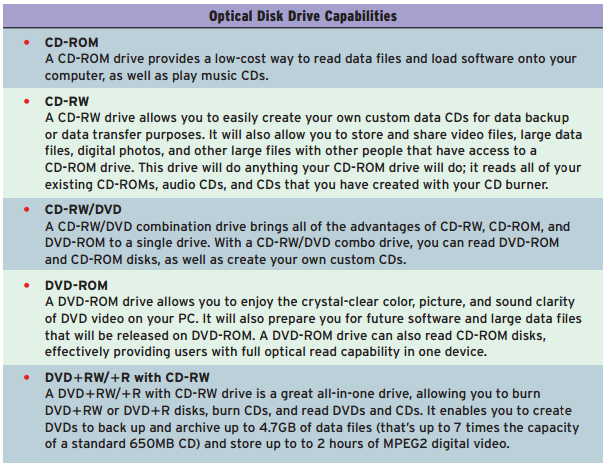 Optical Disk Drive Capabilities
• CD-ROM
A CD-ROM drive provides a low-cost way to read data files and load software onto your
computer, as well as play music CDs.
• CD-RW
A CD-RW drive allows you to easily create your own custom data CDs for data backup
or data transfer purposes. It will also allow you to store and share video files, large data
files, digital photos, and other large files with other people that have access to a
CD-ROM drive. This drive will do anything your CD-ROM drive will do; it reads all of your
existing CD-ROMs, audio CDs, and CDs that you have created with your CD burner.
• CD-RW/DVD
A CD-RW/DVD combination drive brings all of the advantages of CD-RW, CD-ROM, and
DVD-ROM to a single drive. With a CD-RW/DVD combo drive, you can read DVD-ROM
and CD-ROM disks, as well as create your own custom CDs.
• DVD-ROM
A DVD-ROM drive allows you to enjoy the crystal-clear color, picture, and sound clarity
of DVD video on your PC. It will also prepare you for future software and large data files
that will be released on DVD-ROM. A DVD-ROM drive can also read CD-ROM disks,
effectively providing users with full optical read capability in one device.
• DVD+RW/+R with CD-RW
A DVD+RW/+R with CD-RW drive is a great all-in-one drive, allowing you to burn
DVD+RW or DVD+R disks, burn CDs, and read DVDs and CDs. It enables you to create
DVDs to back up and archive up to 4.7GB of data files (that's up to 7 times the capacity
of a standard 650MB CD) and store up to to 2 hours of MPEG2 digital video.